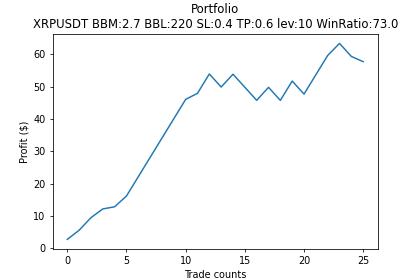 Portfolio
XRPUSDT BBM:2.7 BBL:220 SL:0.4 TP:0.6 lev:10 WinRatio:73.0
60
50
40
30
20
10
0
Profit ($)
0 5 10 15 20 25
Trade counts